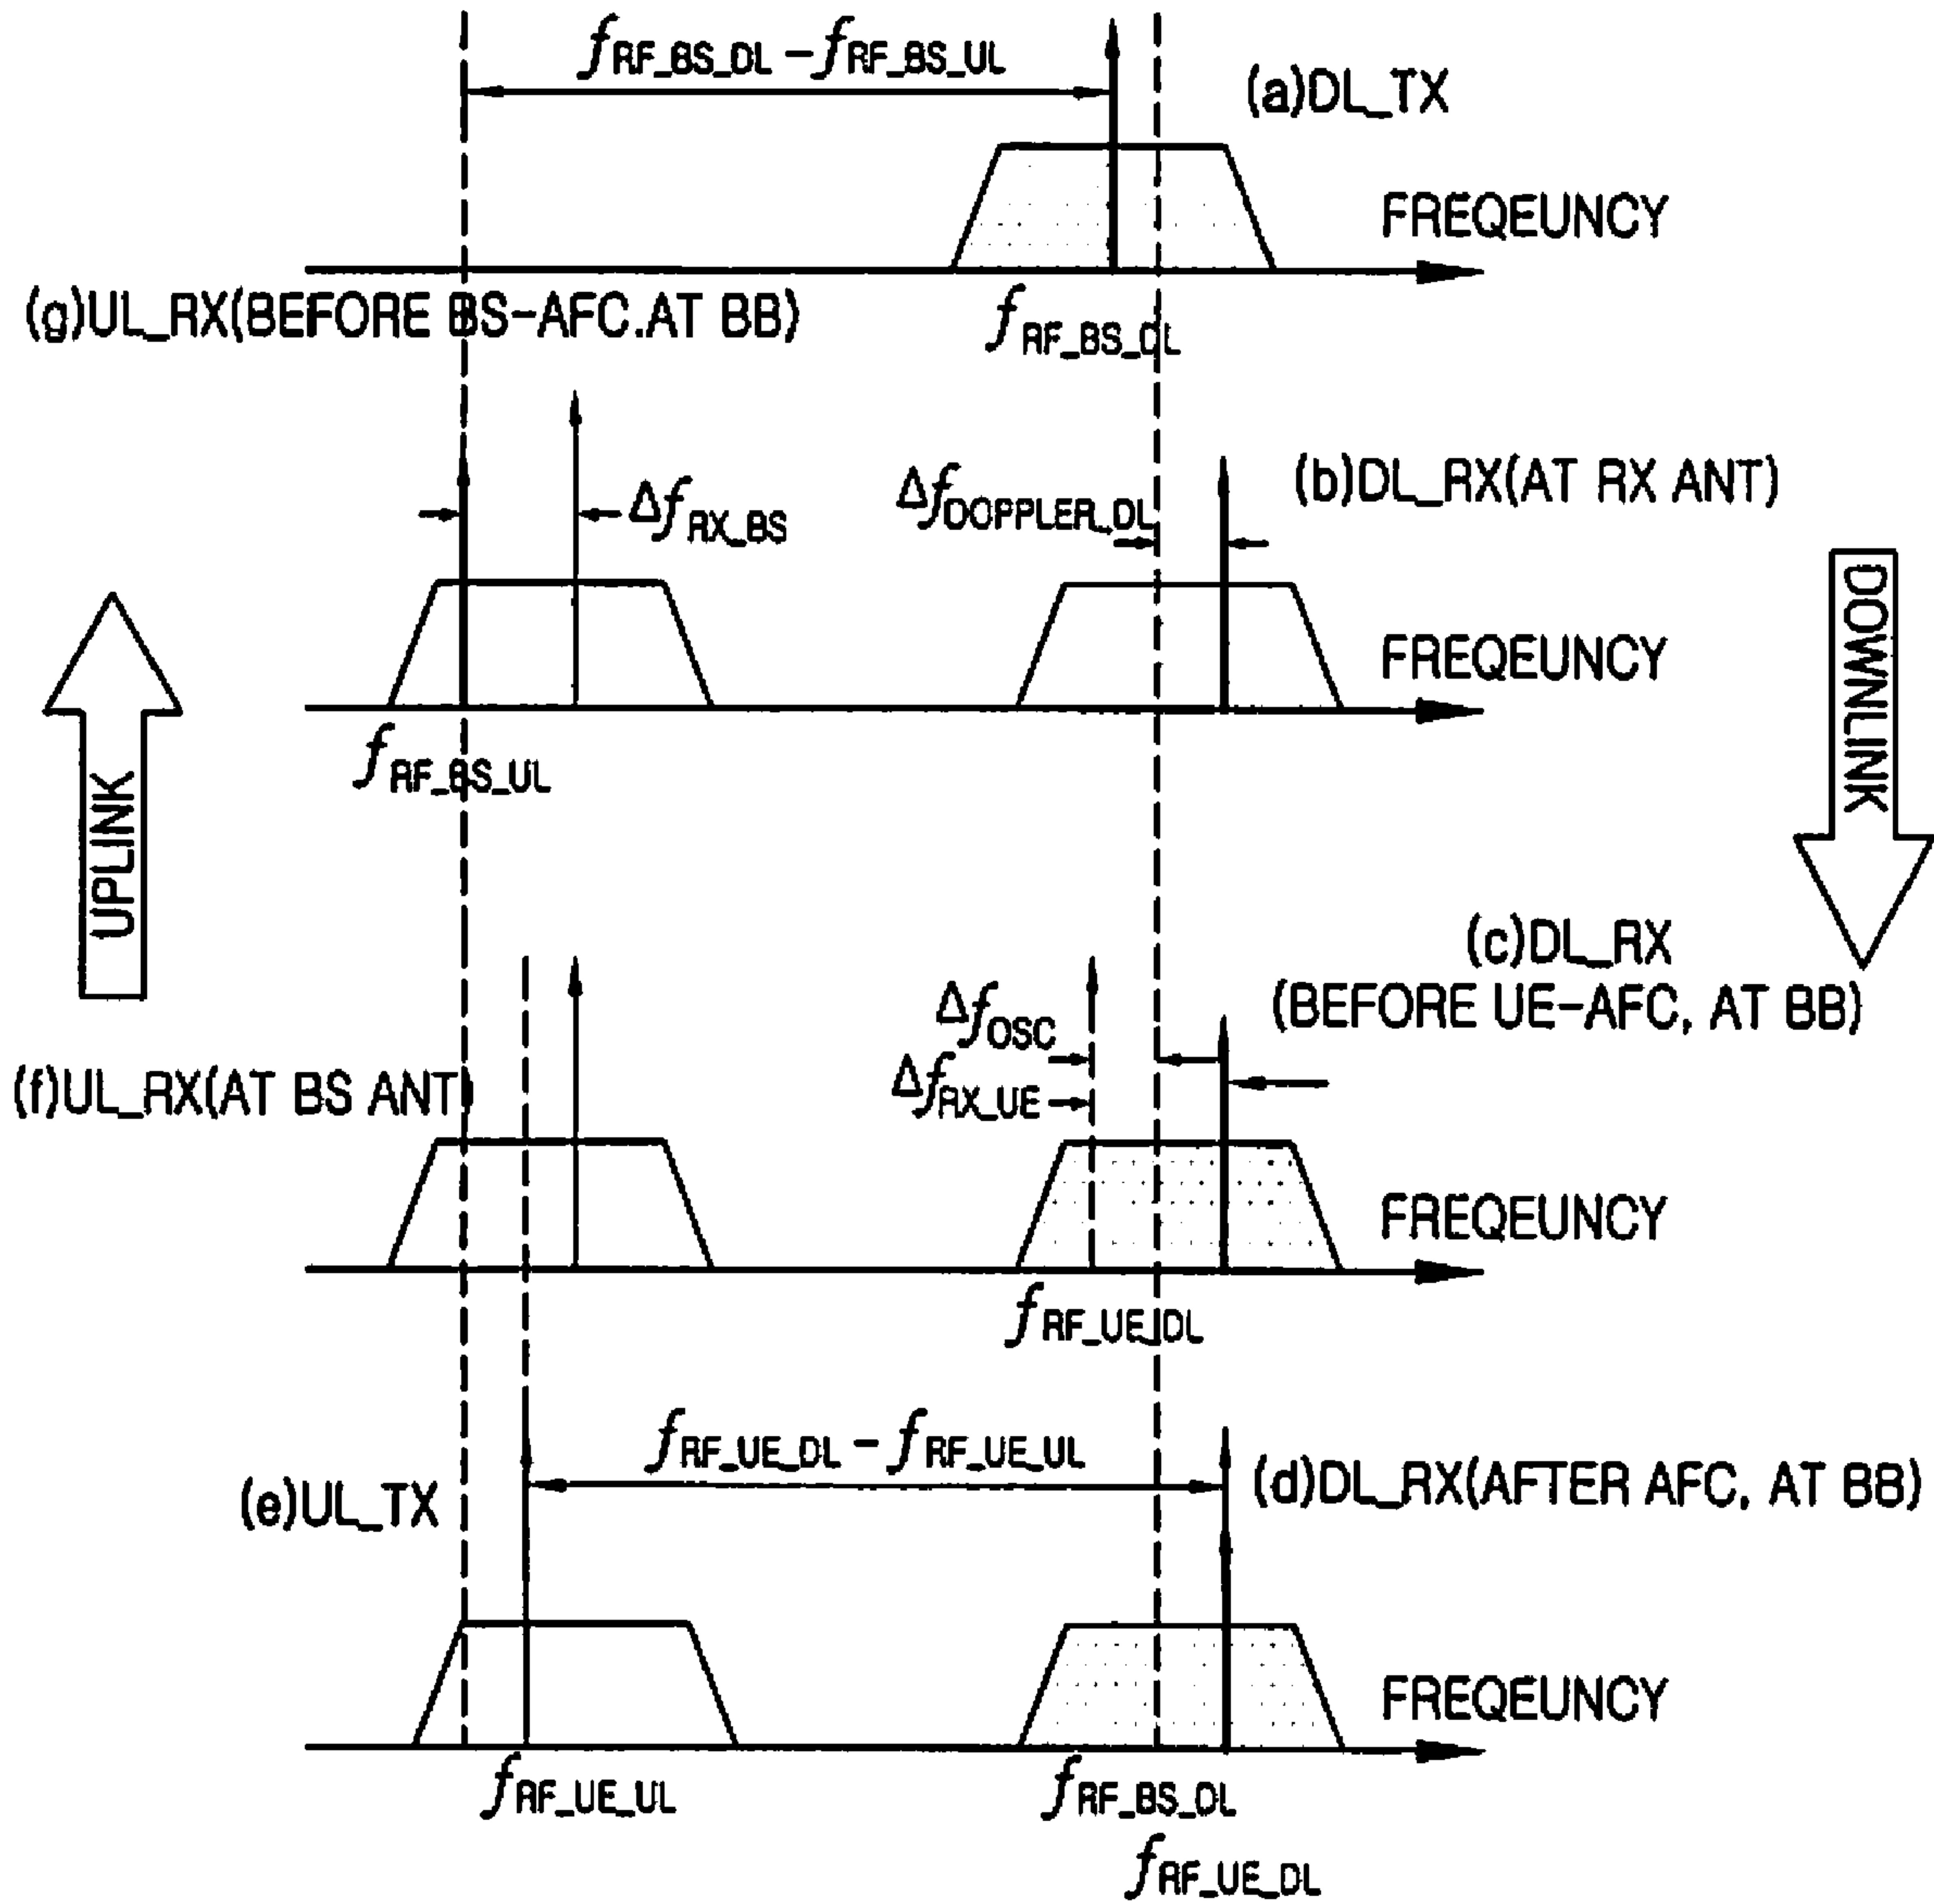 f RF_BS_DL – f RF_BS_UL
(a)DL_TX
FREQEUNCY
(g)UL_RX(BEFORE BS-AFC.AT BB)
f RF_BS_DL
Δf RX_BS
Δf DOPPLER_DL
(b)DL_RX(AT RX ANT)
FREQEUNCY
f RF_BS_UL
UPLINK
DOWNLINK
(c)DL_RX
(BEFORE UE-AFC, AT BB)
Δf OSC
Δf RX_UE
(f)UL_RX(AT BS ANT)
FREQEUNCY
f RF_UE_DL
f RF_UE_DL – f RF_UE_UL
(e)UL_TX
(d)DL_RX(AFTER AFC, AT BB)
FREQEUNCY
f RF_UE_UL
f RF_BS_DL
f RF_UE_DL